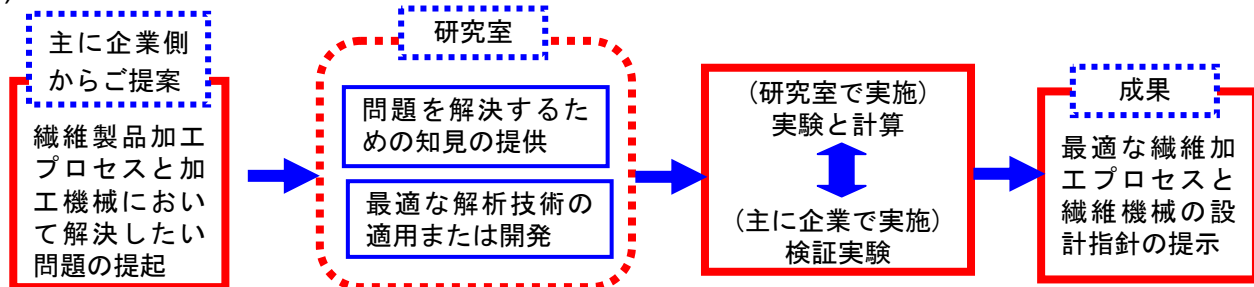 主に企業側
からご提案
繊維製品加工
プロセスと加
工機械におい
て解決したい
問題の提起
研究室
問題を解決するた
めの知見の提供
最適な解析技術の
適用または開発
(研究室で実施)
実験と計算
(主に企業で実施)
検証実験
成果
最適な繊維加
工プロセスと
繊維機械の設
計指針の提示